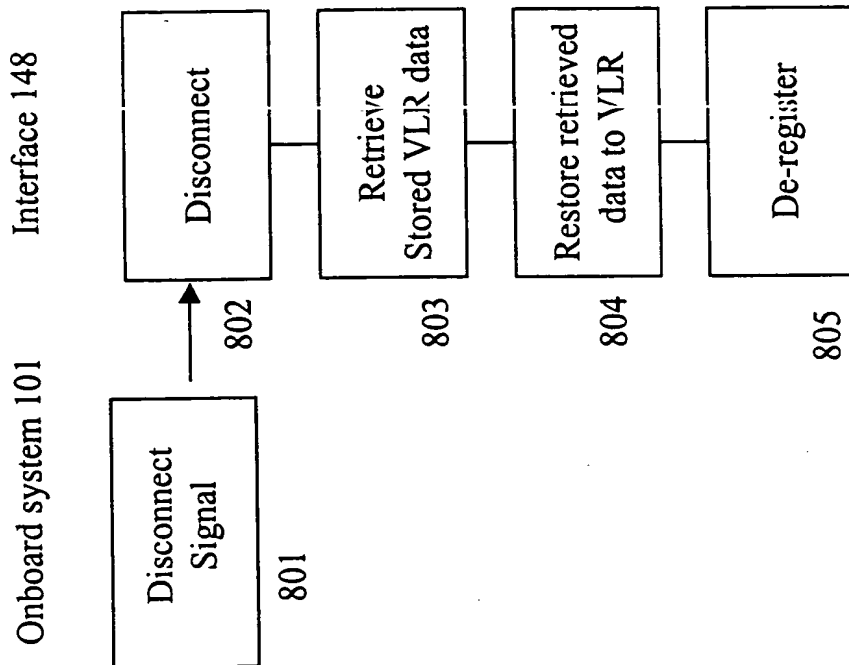 Onboard system 101
Interface 148
Disconnect
Signal
801
Disconnect
802
Retrieve
Stored VLR data
803
Restore retrieved
data to VLR
804
De-register
805